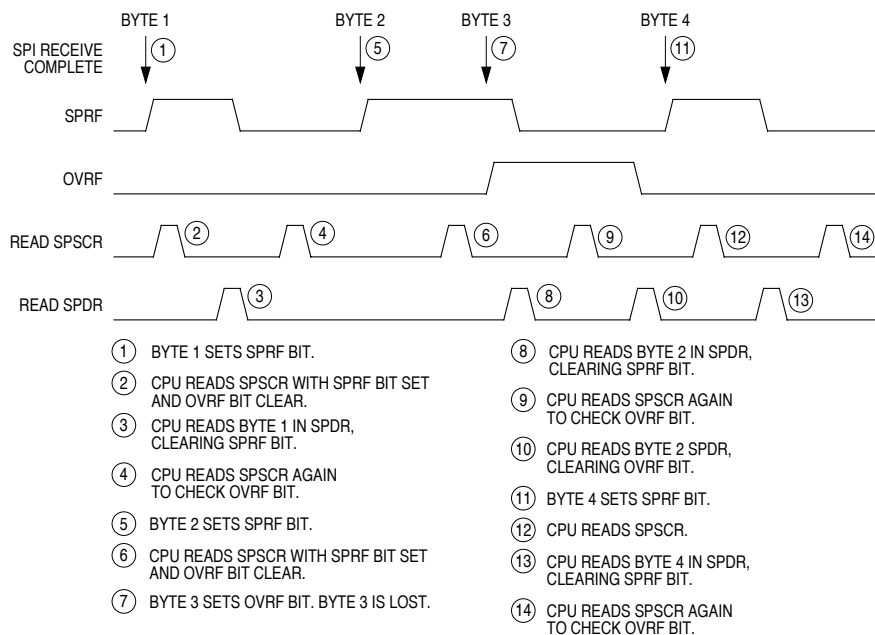 BYTE 1 BYTE 2 BYTE 3 BYTE 4
SPI RECEIVE
COMPLETE
1 5 7 11
SPRF
OVRF
READ SPSCR
2 4 6 9 12 14
READ SPDR
3 8 10 13
1 BYTE 1 SETS SPRF BIT.
2 CPU READS SPSCR WITH SPRF BIT SET
AND OVRF BIT CLEAR.
3 CPU READS BYTE 1 IN SPDR,
CLEARING SPRF BIT.
4 CPU READS SPSCR AGAIN
TO CHECK OVRF BIT.
5 BYTE 2 SETS SPRF BIT.
6 CPU READS SPSCR WITH SPRF BIT SET
AND OVRF BIT CLEAR.
7 BYTE 3 SETS OVRF BIT. BYTE 3 IS LOST.
8 CPU READS BYTE 2 IN SPDR,
CLEARING SPRF BIT.
9 CPU READS SPSCR AGAIN
TO CHECK OVRF BIT.
10 CPU READS BYTE 2 SPDR,
CLEARING OVRF BIT.
11 BYTE 4 SETS SPRF BIT.
12 CPU READS SPSCR.
13 CPU READS BYTE 4 IN SPDR,
CLEARING SPRF BIT.
14 CPU READS SPSCR AGAIN
TO CHECK OVRF BIT.